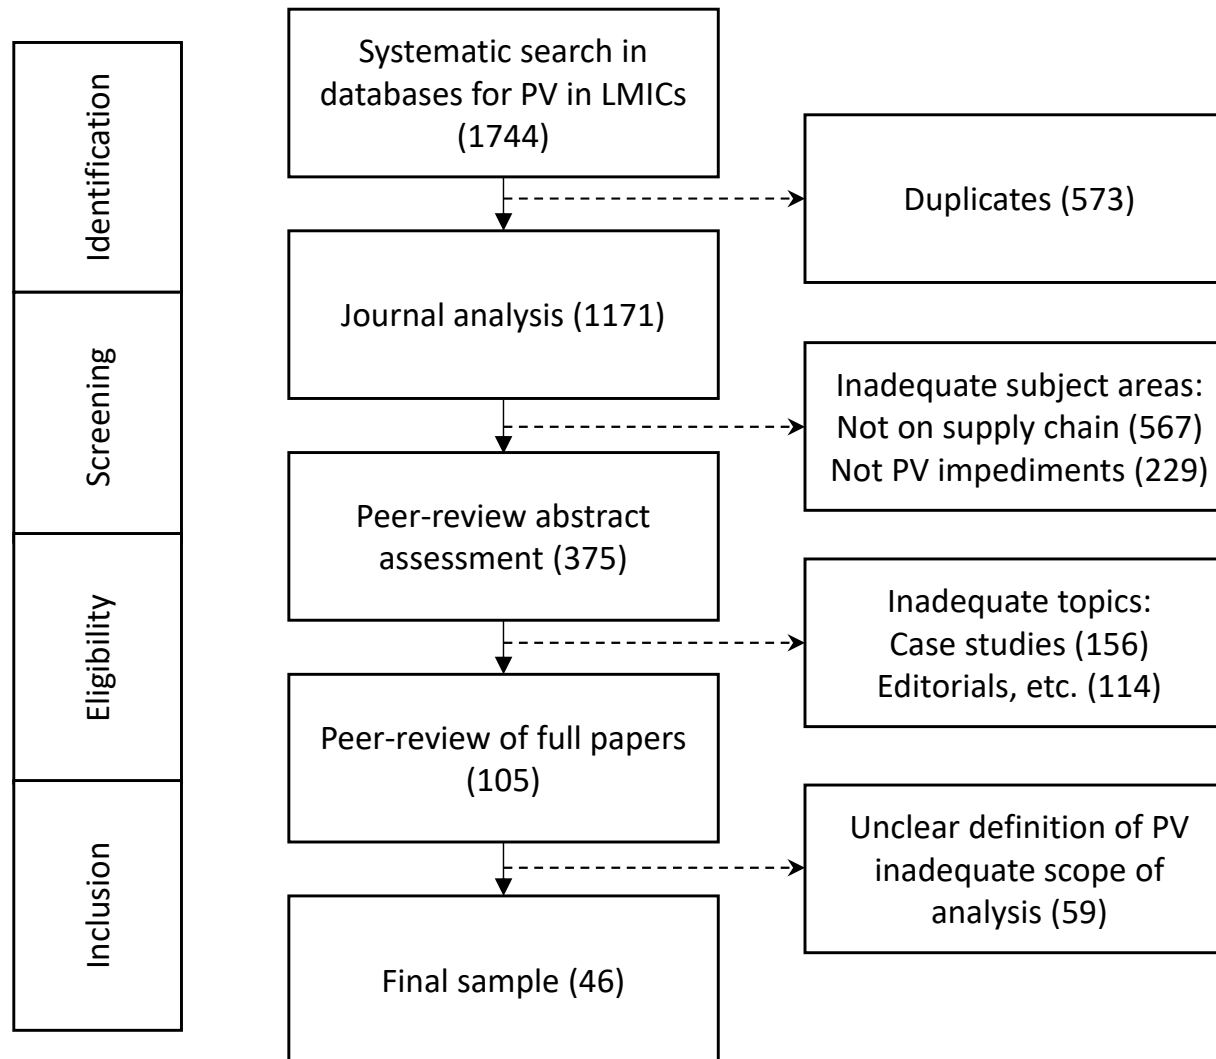 Identification
Screening
Eligibility
Inclusion
Systematic search in
databases for PV in LMICs
(1744)
Duplicates (573)
Journal analysis (1171)
Inadequate subject areas:
Not on supply chain (567)
Not PV impediments (229)
Peer-review abstract
assessment (375)
Inadequate topics:
Case studies (156)
Editorials, etc. (114)
Peer-review of full papers
(105)
Unclear definition of PV
inadequate scope of
analysis (59)
Final sample (46)